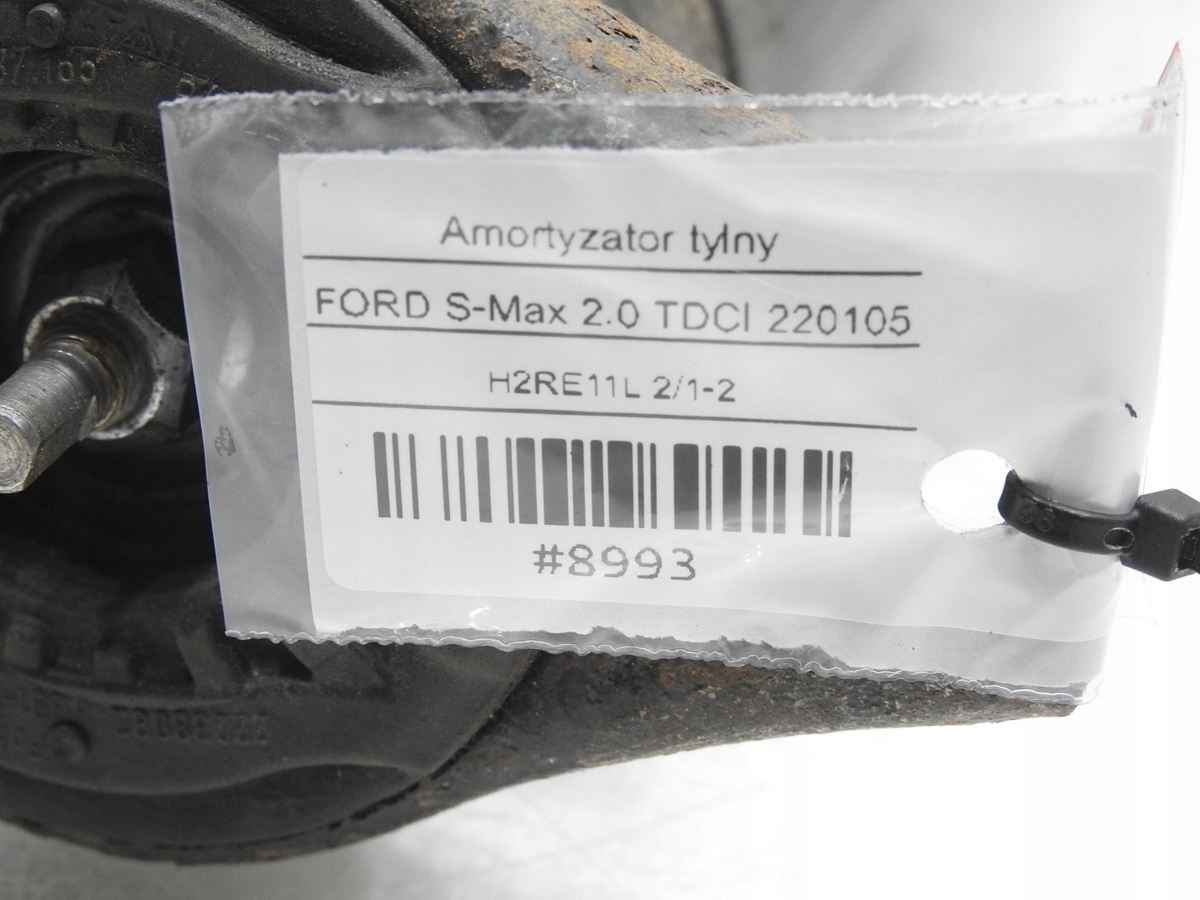 Amortyzator tylny
FORD S-Max 2.0 TDCI 220105
H2RE11L 2/1-2
#8993